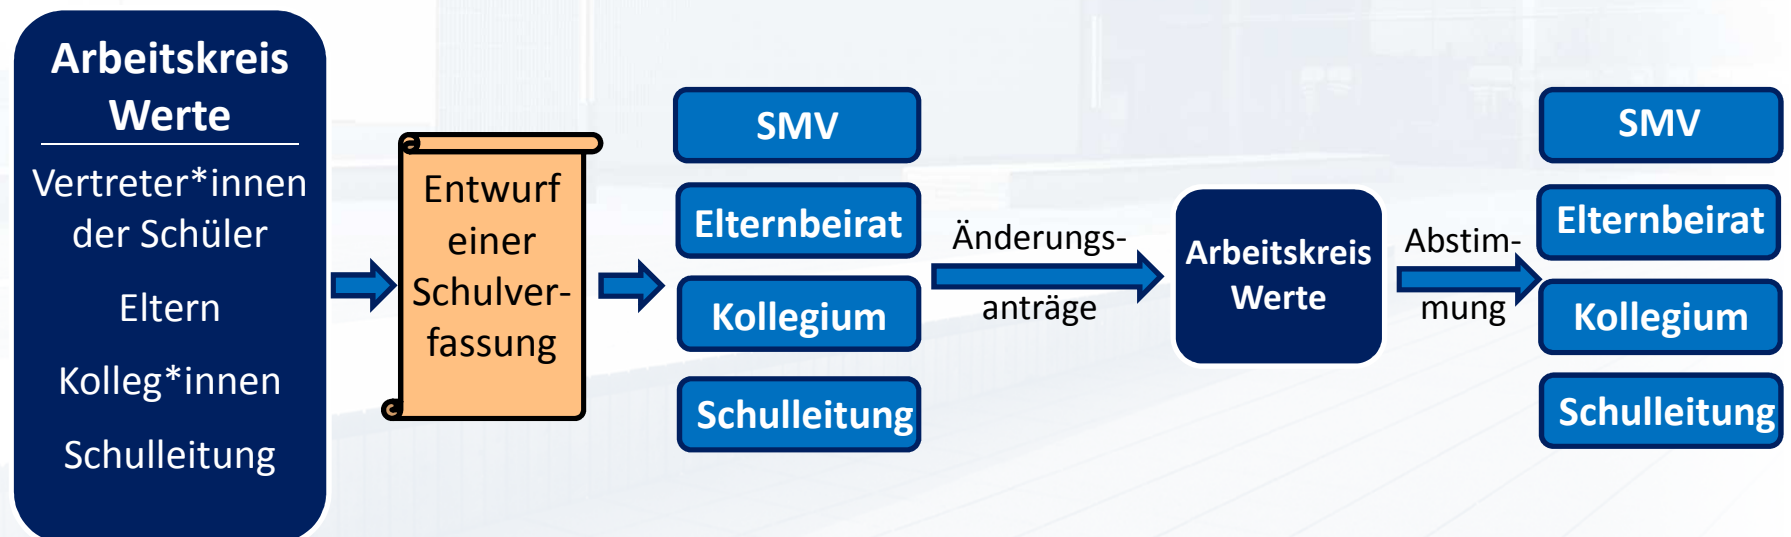 Arbeitskreis
Werte
Vertreter*innen
der Schüler
Eltern
Kolleg*innen
Schulleitung
Entwurf
einer
Schulver-
fassung
SMV
Elternbeirat
Kollegium
Schulleitung
Änderungs-
anträge
Arbeitskreis
Werte
Abstim-
mung
SMV
Elternbeirat
Kollegium
Schulleitung